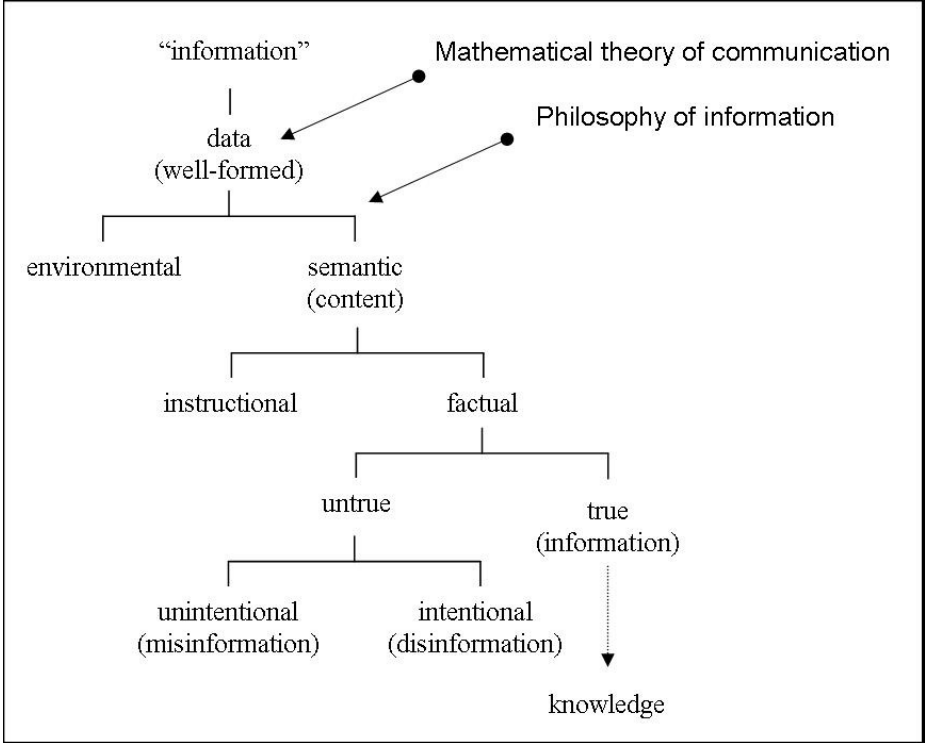 “information”
Mathematical theory of communication
Philosophy of information
data
(well-formed)
environmental
semantic
(content)
instructional
factual
untrue
true
(information)
unintentional
(misinformation)
intentional
(disinformation)
knowledge